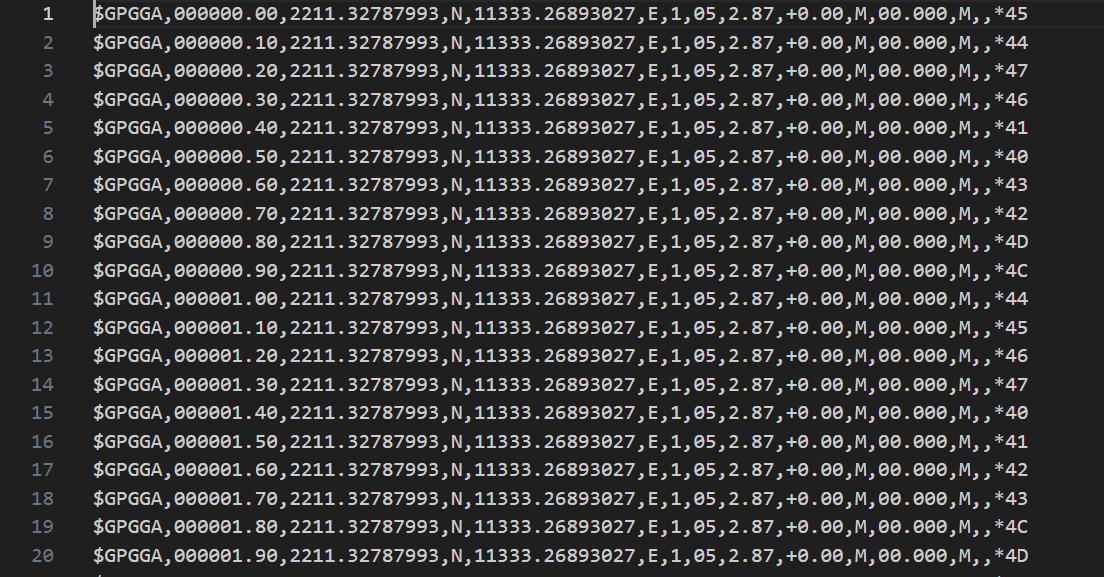 1 $GPGGA,000000.00,2211.32787993,N,11333.26893027,E,1,05,2.87,+0.00,M,00.000,M,,*45
2 $GPGGA,000000.10,2211.32787993,N,11333.26893027,E,1,05,2.87,+0.00,M,00.000,M,,*44
3 $GPGGA,000000.20,2211.32787993,N,11333.26893027,E,1,05,2.87,+0.00,M,00.000,M,,*47
4 $GPGGA,000000.30,2211.32787993,N,11333.26893027,E,1,05,2.87,+0.00,M,00.000,M,,*46
5 $GPGGA,000000.40,2211.32787993,N,11333.26893027,E,1,05,2.87,+0.00,M,00.000,M,,*41
6 $GPGGA,000000.50,2211.32787993,N,11333.26893027,E,1,05,2.87,+0.00,M,00.000,M,,*40
7 $GPGGA,000000.60,2211.32787993,N,11333.26893027,E,1,05,2.87,+0.00,M,00.000,M,,*43
8 $GPGGA,000000.70,2211.32787993,N,11333.26893027,E,1,05,2.87,+0.00,M,00.000,M,,*42
9 $GPGGA,000000.80,2211.32787993,N,11333.26893027,E,1,05,2.87,+0.00,M,00.000,M,,*4D
10 $GPGGA,000000.90,2211.32787993,N,11333.26893027,E,1,05,2.87,+0.00,M,00.000,M,,*4C
11 $GPGGA,000001.00,2211.32787993,N,11333.26893027,E,1,05,2.87,+0.00,M,00.000,M,,*44
12 $GPGGA,000001.10,2211.32787993,N,11333.26893027,E,1,05,2.87,+0.00,M,00.000,M,,*45
13 $GPGGA,000001.20,2211.32787993,N,11333.26893027,E,1,05,2.87,+0.00,M,00.000,M,,*46
14 $GPGGA,000001.30,2211.32787993,N,11333.26893027,E,1,05,2.87,+0.00,M,00.000,M,,*47
15 $GPGGA,000001.40,2211.32787993,N,11333.26893027,E,1,05,2.87,+0.00,M,00.000,M,,*40
16 $GPGGA,000001.50,2211.32787993,N,11333.26893027,E,1,05,2.87,+0.00,M,00.000,M,,*41
17 $GPGGA,000001.60,2211.32787993,N,11333.26893027,E,1,05,2.87,+0.00,M,00.000,M,,*42
18 $GPGGA,000001.70,2211.32787993,N,11333.26893027,E,1,05,2.87,+0.00,M,00.000,M,,*43
19 $GPGGA,000001.80,2211.32787993,N,11333.26893027,E,1,05,2.87,+0.00,M,00.000,M,,*4C
20 $GPGGA,000001.90,2211.32787993,N,11333.26893027,E,1,05,2.87,+0.00,M,00.000,M,,*4D